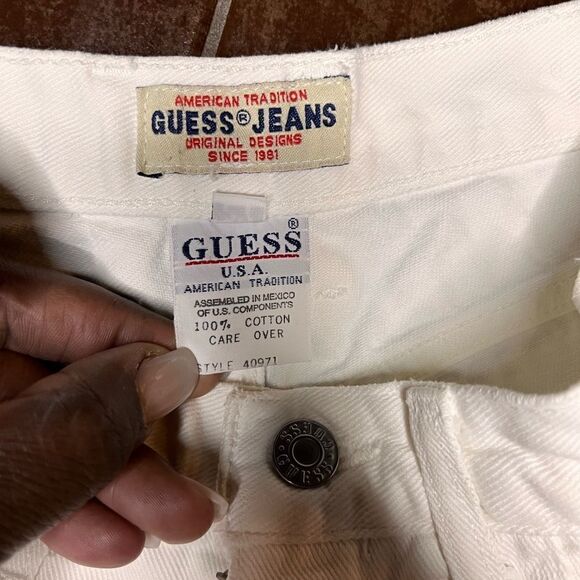 AMERICAN TRADITION
GUESS® JEANS
ORIGINAL DESIGNS
SINCE 1981
GUESS®
U.S.A.
AMERICAN TRADITION
ASSEMBLED IN MEXICO
OF U.S. COMPONENTS
100% COTTON
CARE OVER
STYLE 40971
GUESS
GUESS